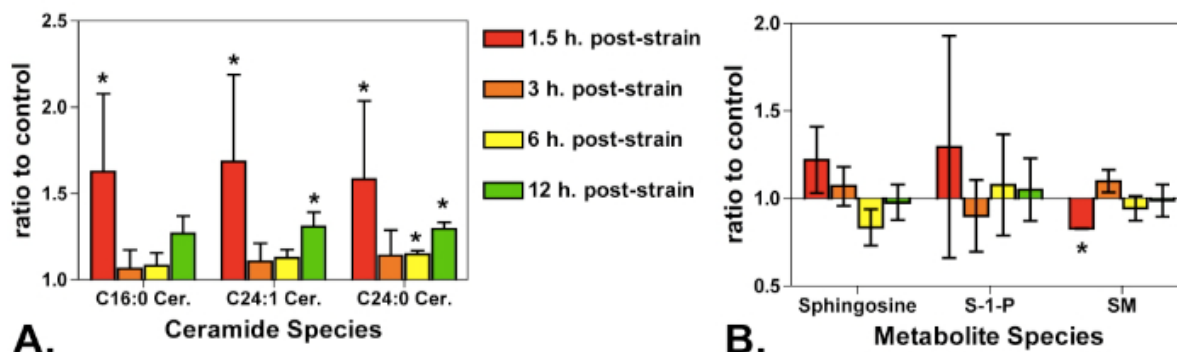 2.5
2.0
1.5
1.0
ratio to control
*
*
*
*
*
*
C16:0 Cer.
C24:1 Cer.
C24:0 Cer.
Ceramide Species
A.
1.5 h. post-strain
3 h. post-strain
6 h. post-strain
12 h. post-strain
2.0
1.5
1.0
0.5
ratio to control
*
Sphingosine
S-1-P
SM
Metabolite Species
B.